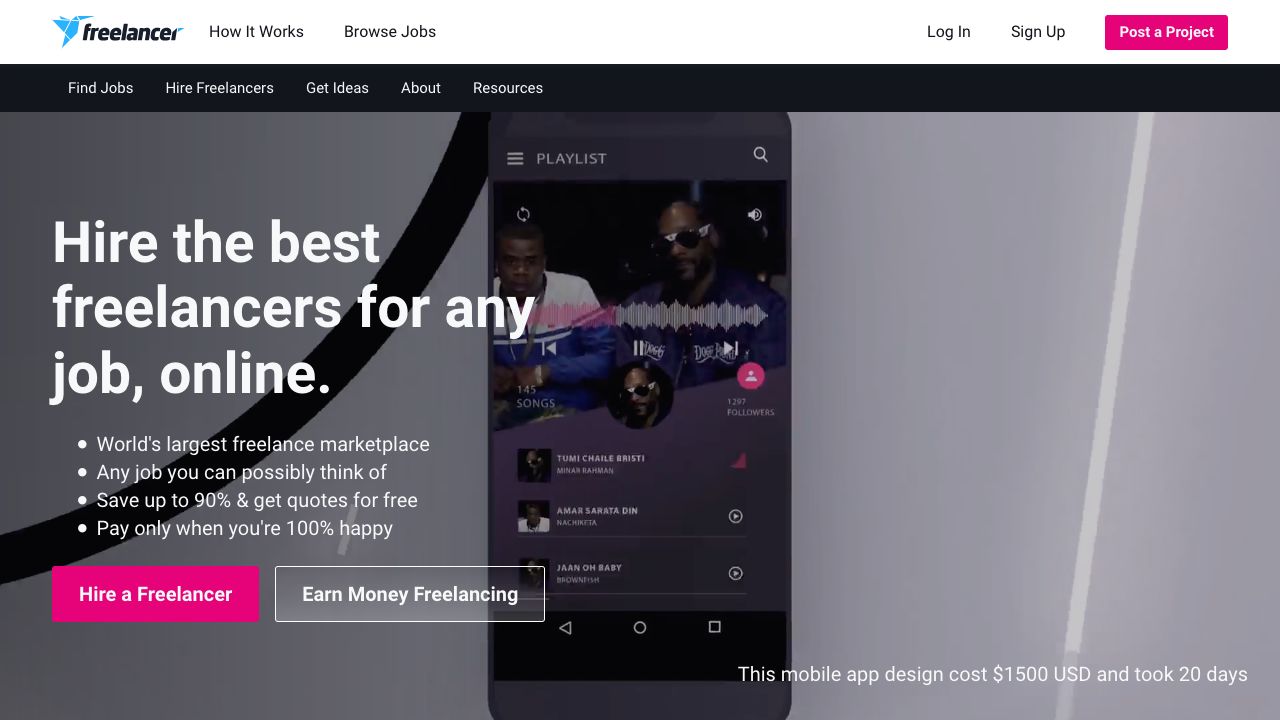 freelancer
How It Works
Browse Jobs
Log In
Sign Up
Post a Project
Find Jobs
Hire Freelancers
Get Ideas
About
Resources
PLAYLIST
Hire the best
freelancers for any
job, online.
145
SONGS
1297
FOLLOWERS
World's largest freelance marketplace
Any job you can possibly think of
Save up to 90% & get quotes for free
Pay only when you're 100% happy
TUMI CHAILE BRISTI
MINAR RAHMAN
AMAR SARATA DIN
NACHIKETA
JAAN OH BABY
BROWNFISH
Hire a Freelancer
Earn Money Freelancing
This mobile app design cost $1500 USD and took 20 days